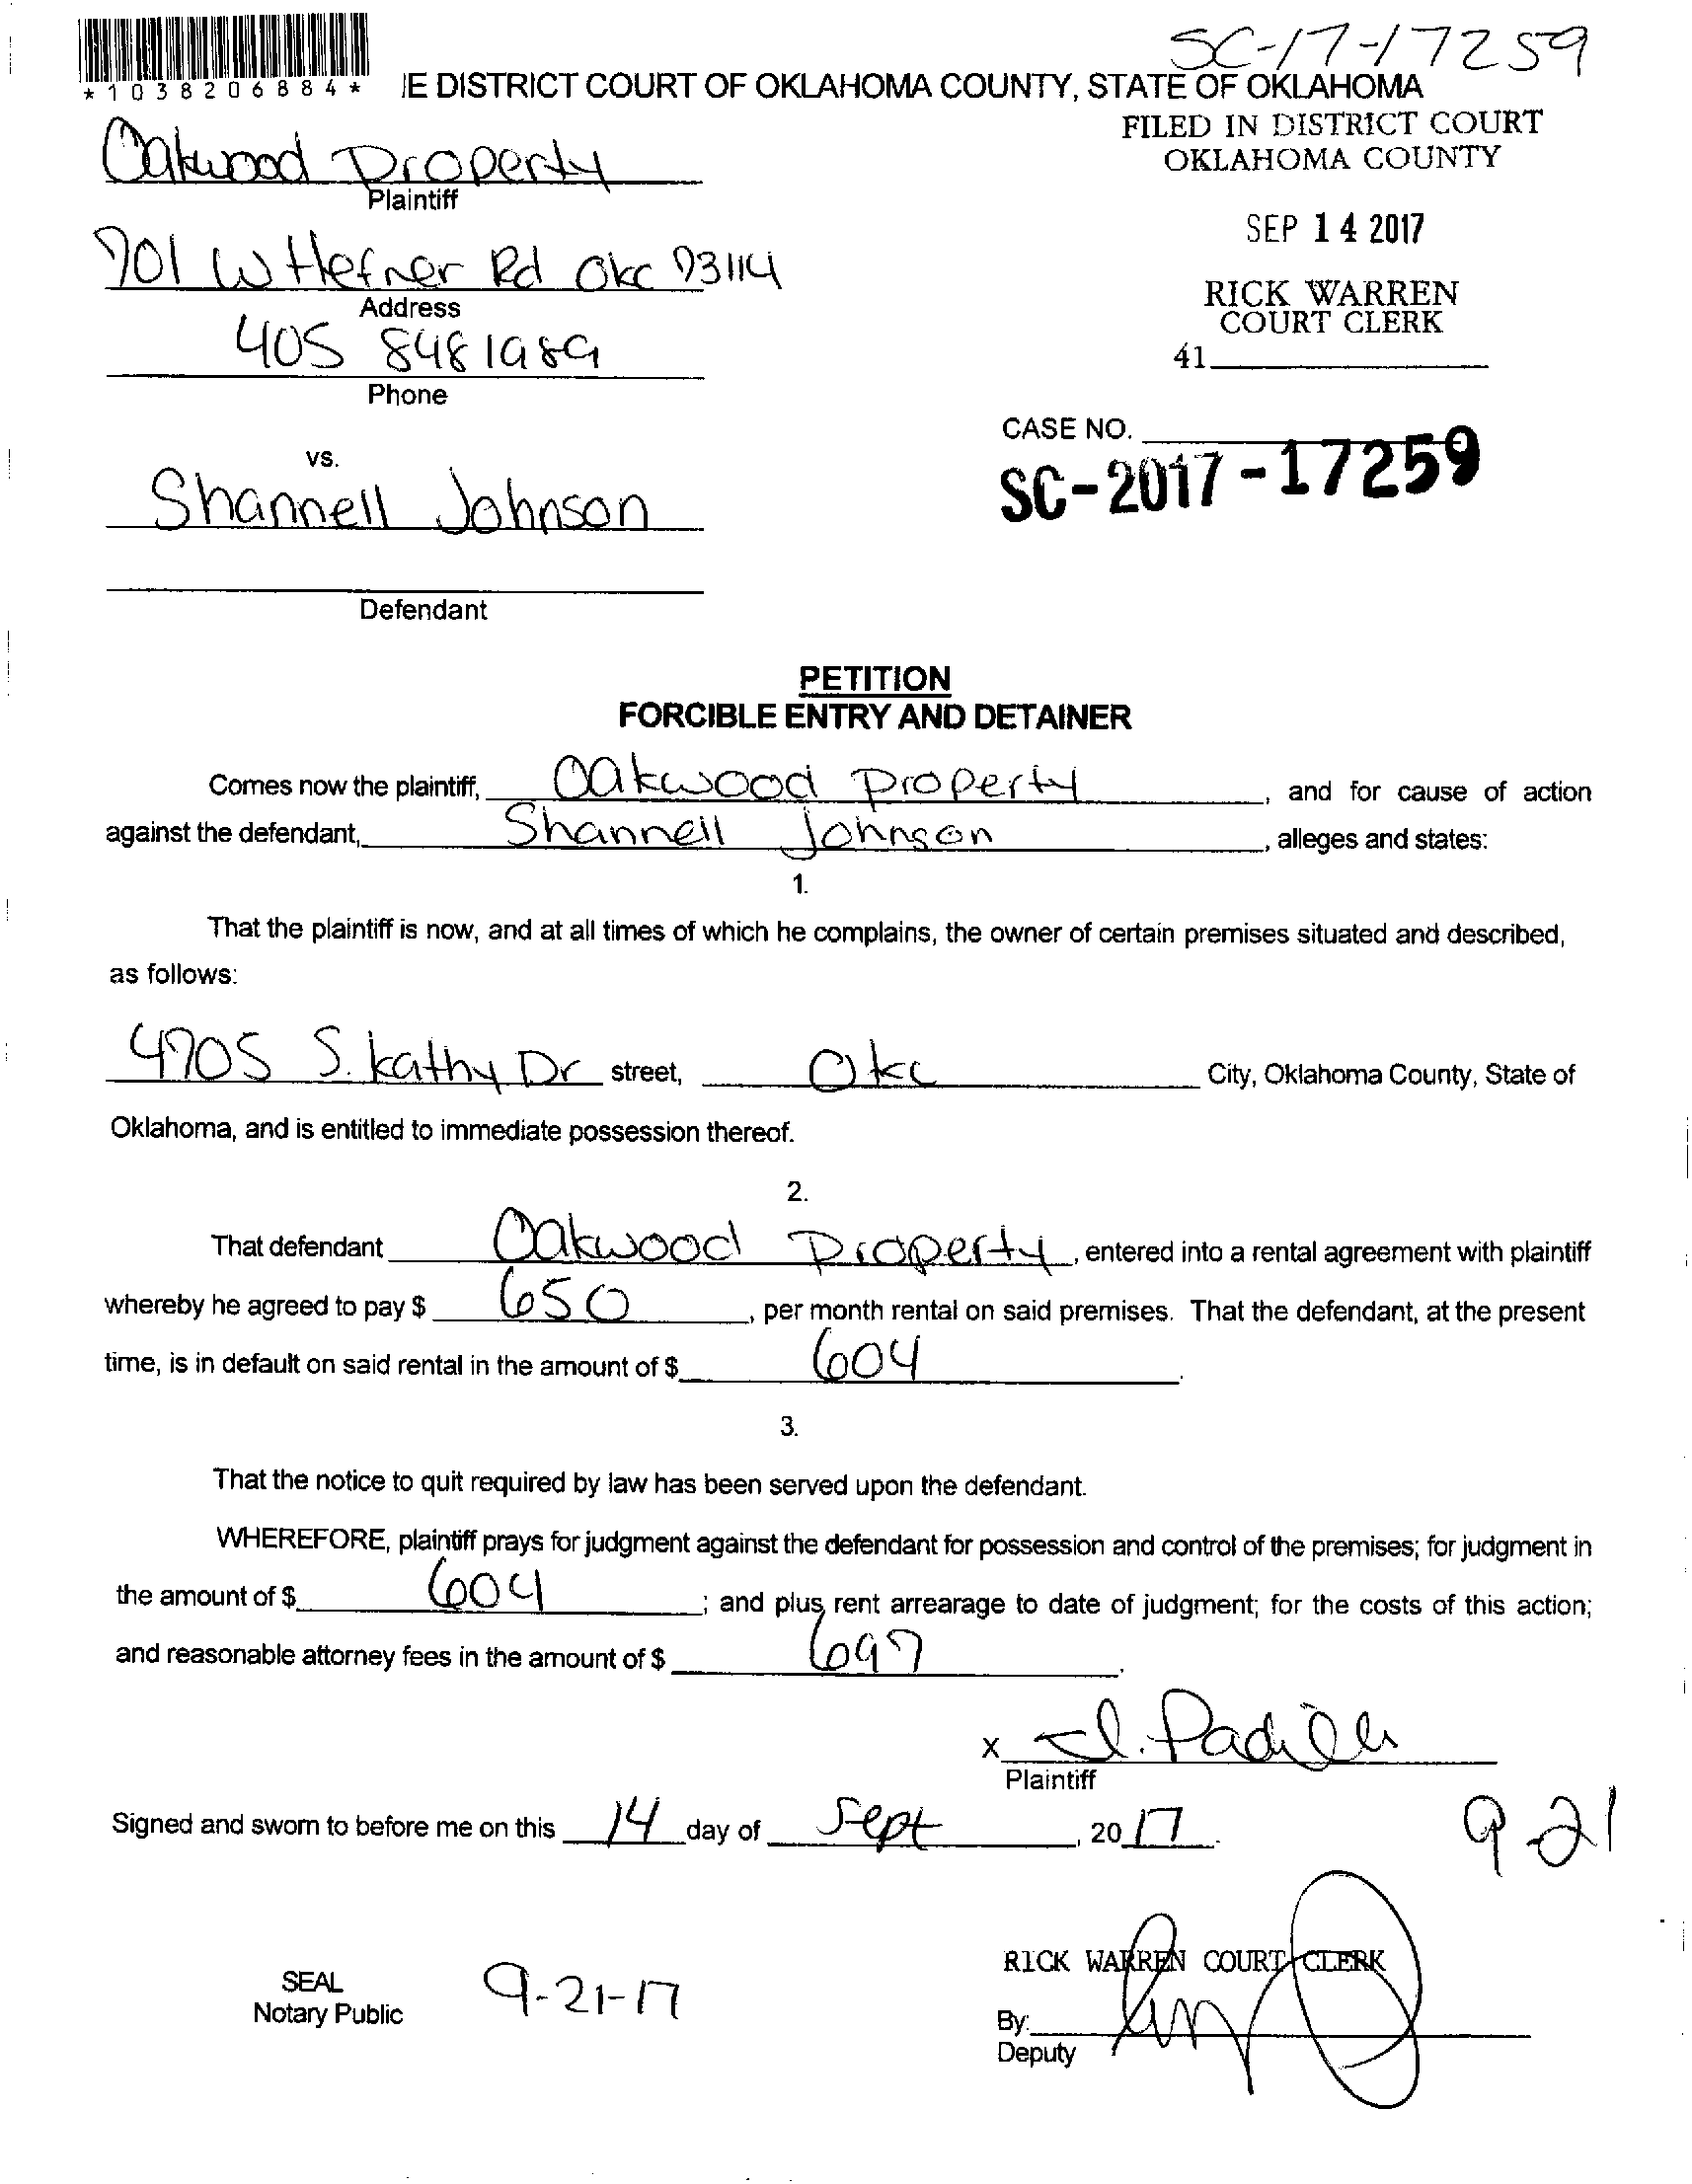 SC-17-17259
*1038206884*
IE DISTRICT COURT OF OKLAHOMA COUNTY, STATE OF OKLAHOMA
FILED IN DISTRICT COURT
OKLAHOMA COUNTY
Oakwood Property
Plaintiff
SEP 14 2017
701 W Hefner Rd Okc 73114
Address
RICK WARREN
COURT CLERK
405 8481989
Phone
41
CASE NO.
SC-2017-17259
vs.
Shannell Johnson
Defendant
PETITION
FORCIBLE ENTRY AND DETAINER
Comes now the plaintiff, Oakwood Property, and for cause of action
against the defendant, Shannell Johnson, alleges and states:
1.
That the plaintiff is now, and at all times of which he complains, the owner of certain premises situated and described,
as follows:
4705 S. kathy Dr street, Okc City, Oklahoma County, State of
Oklahoma, and is entitled to immediate possession thereof.
2.
That defendant Oakwood Property, entered into a rental agreement with plaintiff
whereby he agreed to pay $ 650, per month rental on said premises. That the defendant, at the present
time, is in default on said rental in the amount of $ 604.
3.
That the notice to quit required by law has been served upon the defendant.
WHEREFORE, plaintiff prays for judgment against the defendant for possession and control of the premises; for judgment in
the amount of $ 604; and plus rent arrearage to date of judgment; for the costs of this action;
and reasonable attorney fees in the amount of $ 697.
x J. Padilla
Plaintiff
Signed and sworn to before me on this 14 day of Sept, 2017.
9-21
RICK WARREN COURT CLERK
SEAL
Notary Public
9-21-17
By:
Deputy